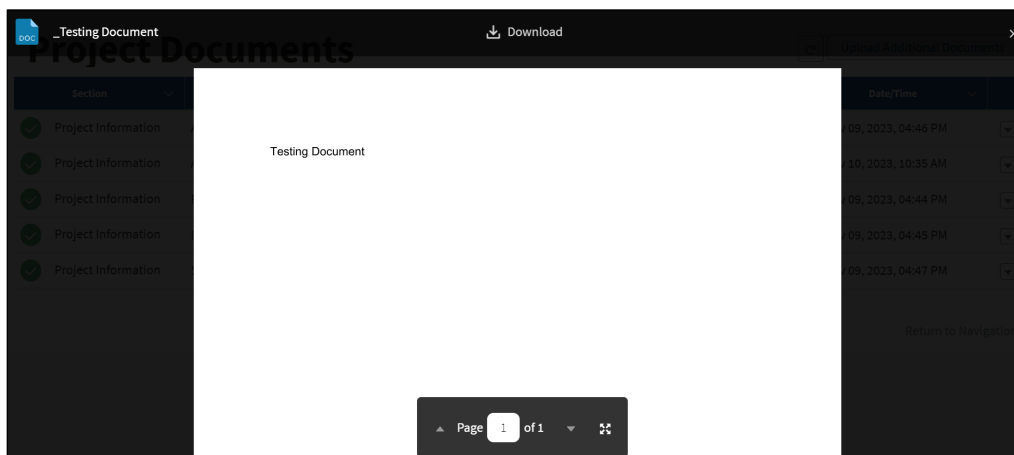 DOC _Testing Document Download
Project Documents
Upload Additional Documents
Section Date/Time
Project Information 09, 2023, 04:46 PM
Project Information 10, 2023, 10:35 AM
Project Information 09, 2023, 04:44 PM
Project Information 09, 2023, 04:45 PM
Project Information 09, 2023, 04:47 PM
Testing Document
Return to Navigation
Page 1 of 1